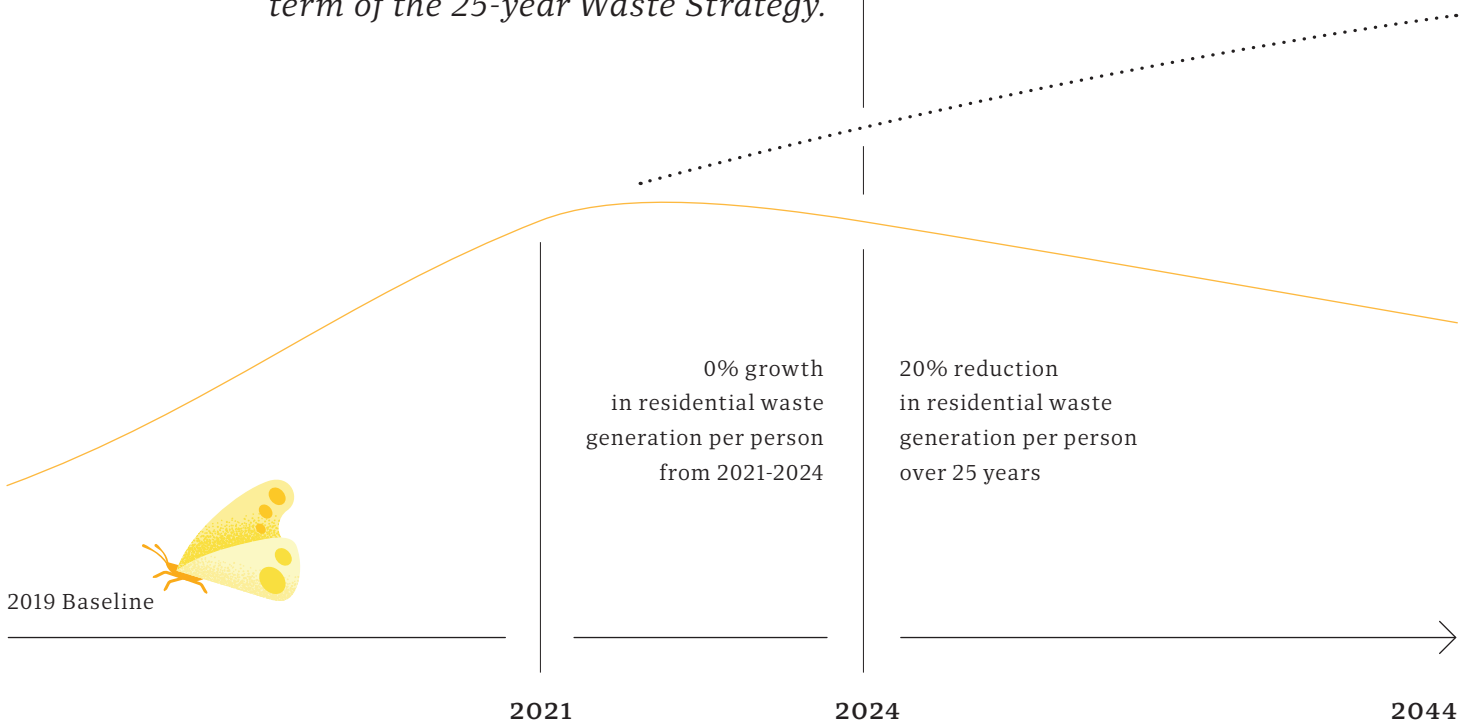 term of the 25-year Waste Strategy.
0% growth
in residential waste
generation per person
from 2021-2024
20% reduction
in residential waste
generation per person
over 25 years
2019 Baseline
2021
2024
2044